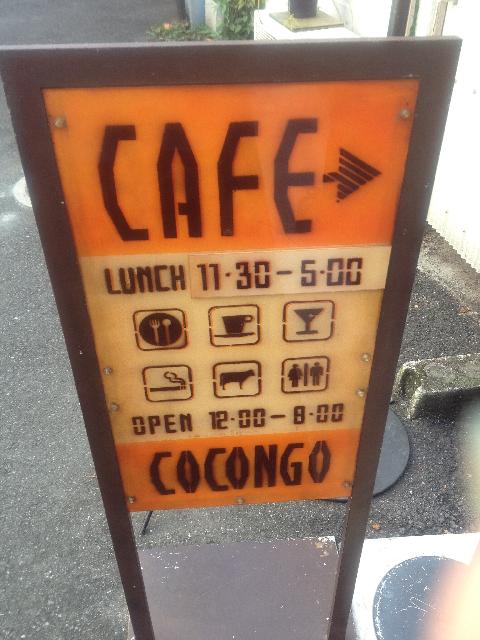 CAFE
LUNCH 11·30-5:00
OPEN 12:00-8:00
COCONGO